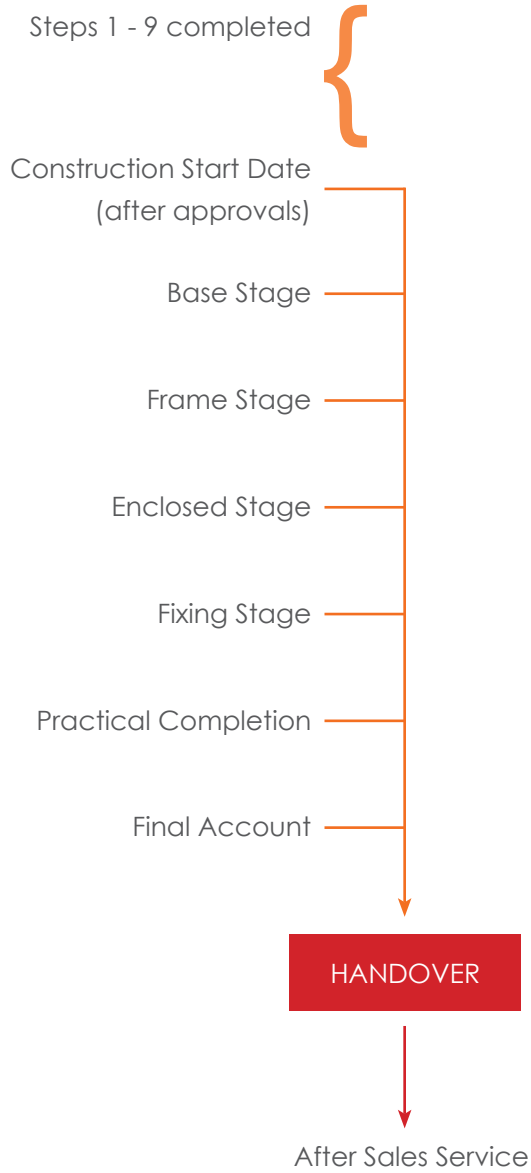 Steps 1 - 9 completed
Construction Start Date
(after approvals)
Base Stage
Frame Stage
Enclosed Stage
Fixing Stage
Practical Completion
Final Account
HANDOVER
After Sales Service